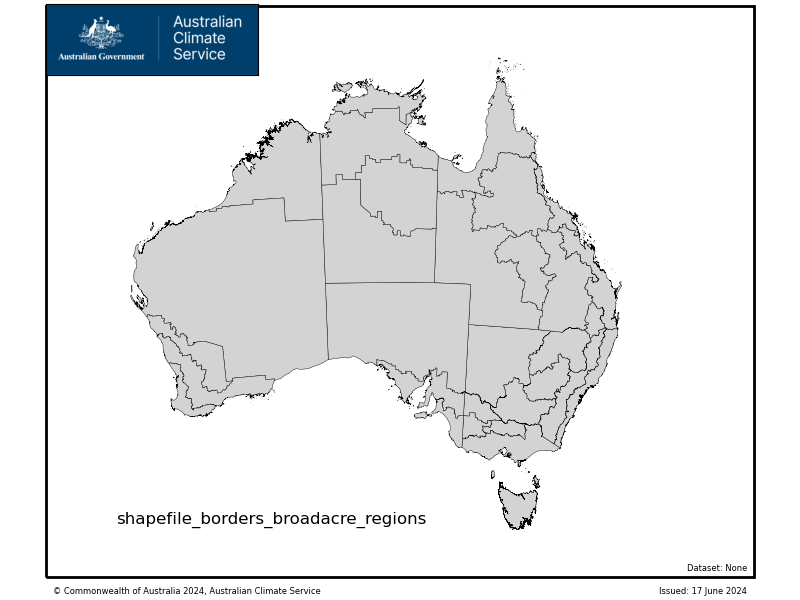 Australian Government
Australian
Climate
Service
shapefile_borders_broadacre_regions
Dataset: None
© Commonwealth of Australia 2024, Australian Climate Service
Issued: 17 June 2024